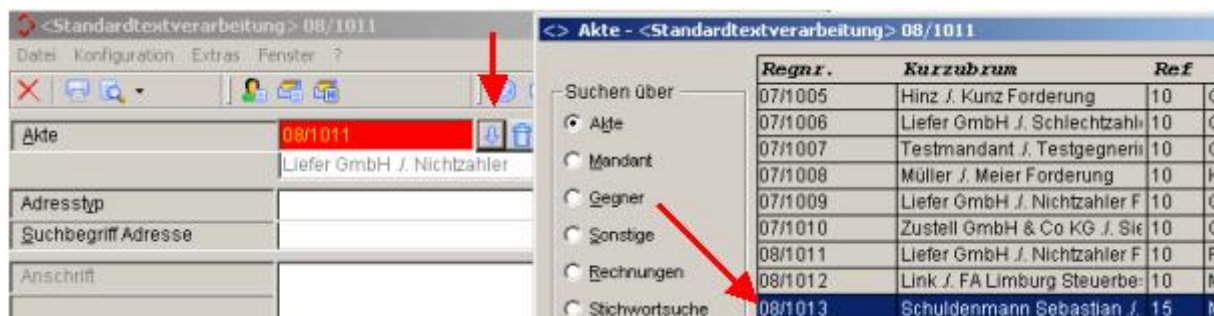 <Standardtextverarbeitung> 08/1011
Datei Konfiguration Extras Fenster ?
Akte 08/1011
Liefer GmbH ./. Nichtzahler
Adresstyp
Suchbegriff Adresse
Anschrift
<> Akte - <Standardtextverarbeitung> 08/1011
Suchen über
Akte
Mandant
Gegner
Sonstige
Rechnungen
Stichwortsuche
Regnr. Kurzubrum Ref
07/1005 Hinz ./. Kunz Forderung 10
07/1006 Liefer GmbH ./. Schlechtzahl 10
07/1007 Testmandant ./. Testgegneri 10
07/1008 Müller ./. Meier Forderung 10
07/1009 Liefer GmbH ./. Nichtzahler F 10
07/1010 Zustell GmbH & Co KG ./. Sie 10
08/1011 Liefer GmbH ./. Nichtzahler F 10
08/1012 Link ./. FA Limburg Steuerbe 10
08/1013 Schuldenmann Sebastian ./. 15